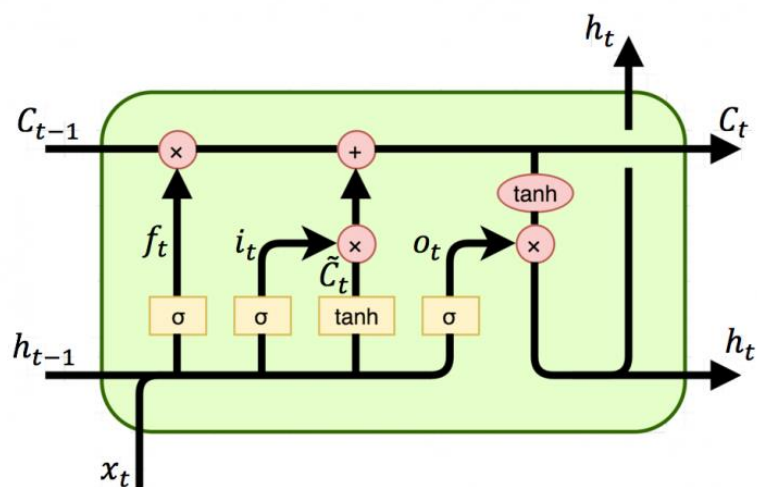 h_t
C_{t-1} × + C_t
tanh
f_t i_t × o_t ×
C̃_t
σ σ tanh σ
h_{t-1} h_t
x_t